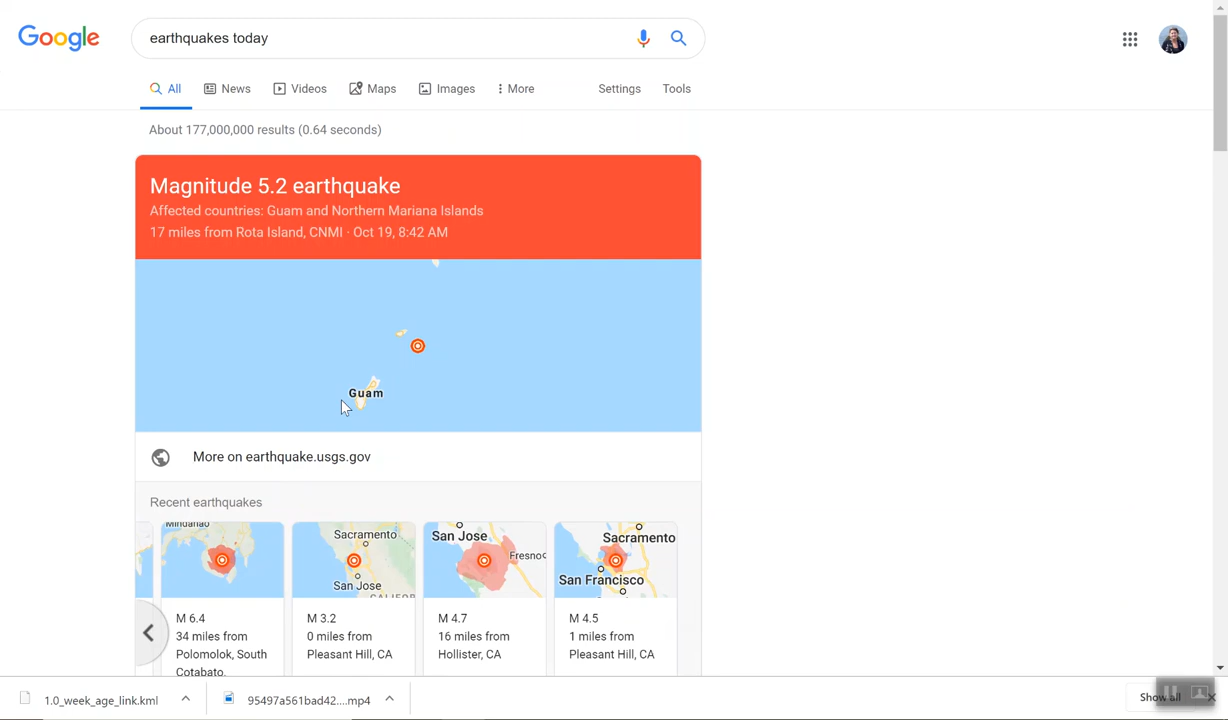 Google
earthquakes today
All
News
Videos
Maps
Images
More
Settings
Tools
About 177,000,000 results (0.64 seconds)
Magnitude 5.2 earthquake
Affected countries: Guam and Northern Mariana Islands
17 miles from Rota Island, CNMI · Oct 19, 8:42 AM
Guam
More on earthquake.usgs.gov
Recent earthquakes
Mindanao
M 6.4
34 miles from
Polomolok, South
Cotabato,
Sacramento
San Jose
M 3.2
0 miles from
Pleasant Hill, CA
San Jose
M 4.7
16 miles from
Hollister, CA
Sacramento
San Francisco
M 4.5
1 miles from
Pleasant Hill, CA
1.0_week_age_link.kml
95497a561bad42....mp4
Show all